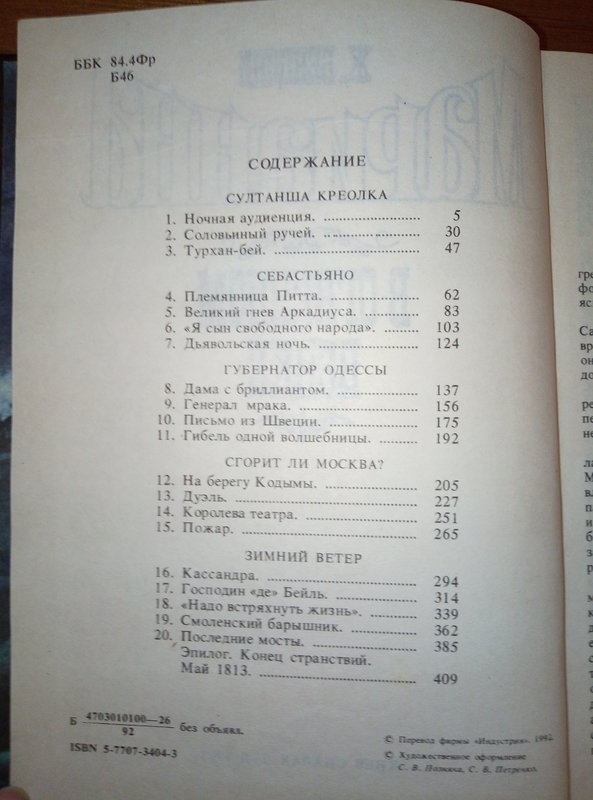 ББК 84.4Фр
Б46
СОДЕРЖАНИЕ
СУЛТАНША КРЕОЛКА
1. Ночная аудиенция. 5
2. Соловьиный ручей. 30
3. Турхан-бей. 47
СЕБАСТЬЯНО
4. Племянница Питта. 62
5. Великий гнев Аркадиуса. 83
6. «Я сын свободного народа». 103
7. Дьявольская ночь. 124
ГУБЕРНАТОР ОДЕССЫ
8. Дама с бриллиантом. 137
9. Генерал мрака. 156
10. Письмо из Швеции. 175
11. Гибель одной волшебницы. 192
СГОРИТ ЛИ МОСКВА?
12. На берегу Кодымы. 205
13. Дуэль. 227
14. Королева театра. 251
15. Пожар. 265
ЗИМНИЙ ВЕТЕР
16. Кассандра. 294
17. Господин «де» Бейль. 314
18. «Надо встряхнуть жизнь». 339
19. Смоленский барышник. 362
20. Последние мосты. 385
Эпилог. Конец странствий.
Май 1813. 409
Б 4703010100—26
92 без объявл.
ISBN 5-7707-3404-3
© Перевод фирмы «Индустрия». 1992.
© Художественное оформление
С. В. Позняка, С. В. Петренко.